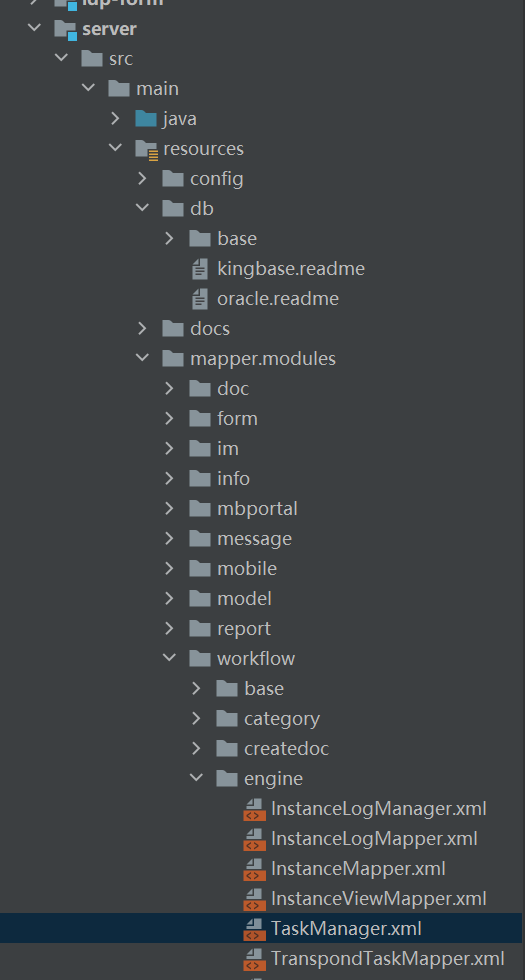 server
src
main
java
resources
config
db
base
kingbase.readme
oracle.readme
docs
mapper.modules
doc
form
im
info
mbportal
message
mobile
model
report
workflow
base
category
createdoc
engine
InstanceLogManager.xml
InstanceLogMapper.xml
InstanceMapper.xml
InstanceViewMapper.xml
TaskManager.xml
TranspondTaskMapper.xml